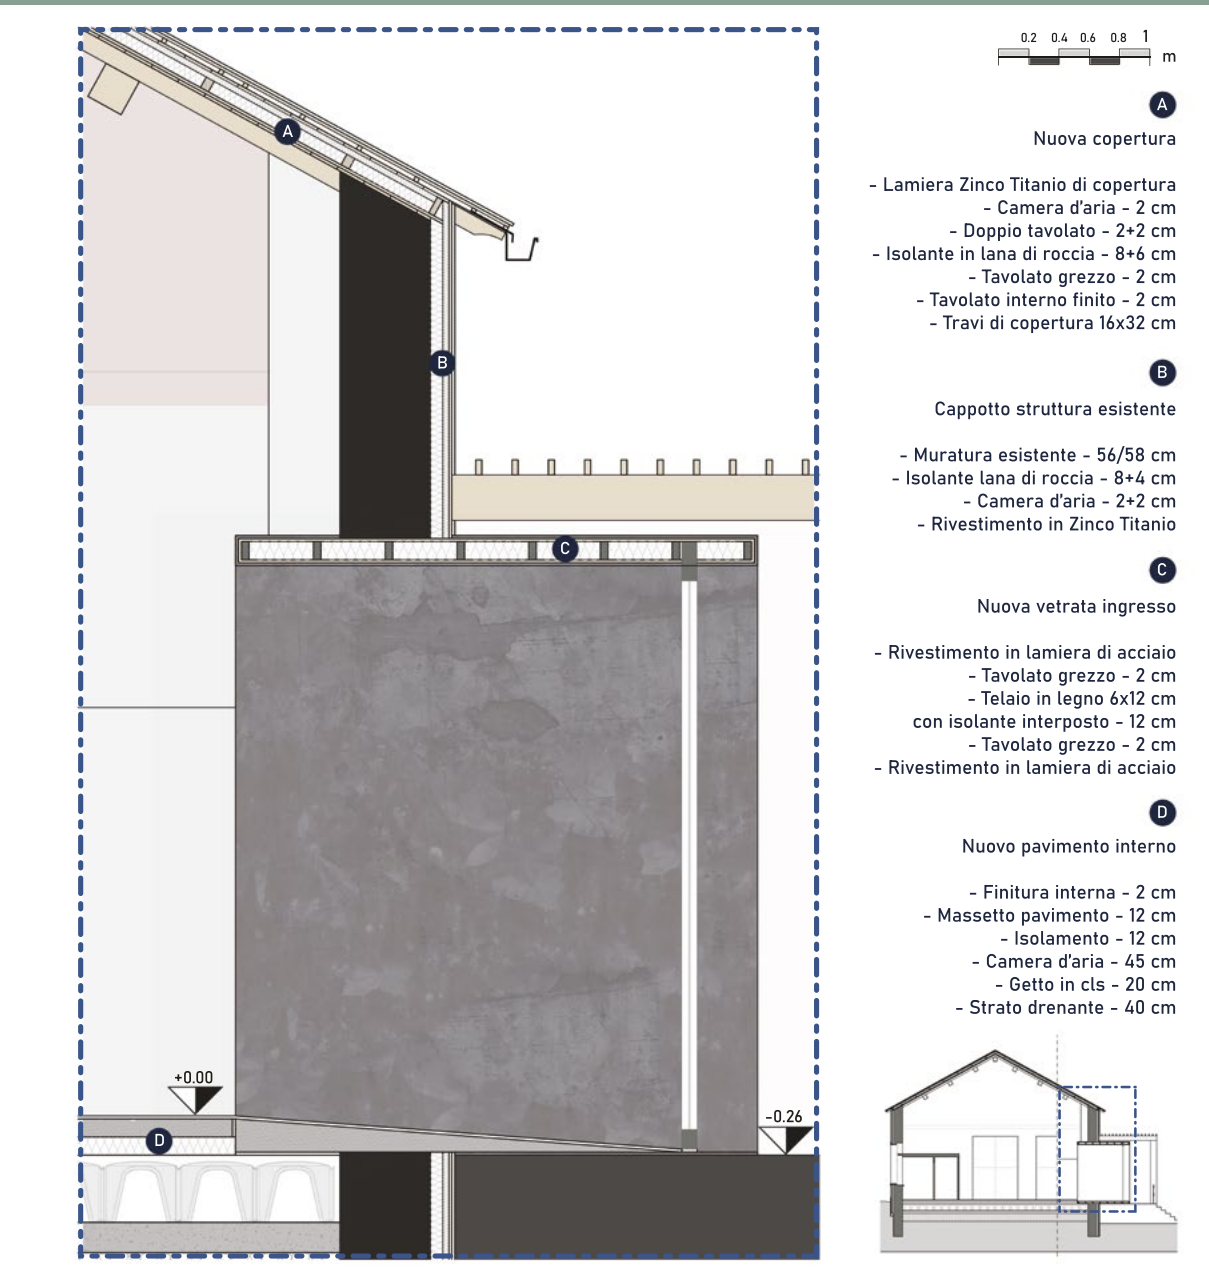 0.2 0.4 0.6 0.8 1
m
A
Nuova copertura
- Lamiera Zinco Titanio di copertura
- Camera d'aria - 2 cm
- Doppio tavolato - 2+2 cm
- Isolante in lana di roccia - 8+6 cm
- Tavolato grezzo - 2 cm
- Tavolato interno finito - 2 cm
- Travi di copertura 16x32 cm
B
Cappotto struttura esistente
- Muratura esistente - 56/58 cm
- Isolante lana di roccia - 8+4 cm
- Camera d'aria - 2+2 cm
- Rivestimento in Zinco Titanio
C
Nuova vetrata ingresso
- Rivestimento in lamiera di acciaio
- Tavolato grezzo - 2 cm
- Telaio in legno 6x12 cm
con isolante interposto - 12 cm
- Tavolato grezzo - 2 cm
- Rivestimento in lamiera di acciaio
D
Nuovo pavimento interno
- Finitura interna - 2 cm
- Massetto pavimento - 12 cm
- Isolamento - 12 cm
- Camera d'aria - 45 cm
- Getto in cls - 20 cm
- Strato drenante - 40 cm
A
B
C
+0.00
-0.26
D